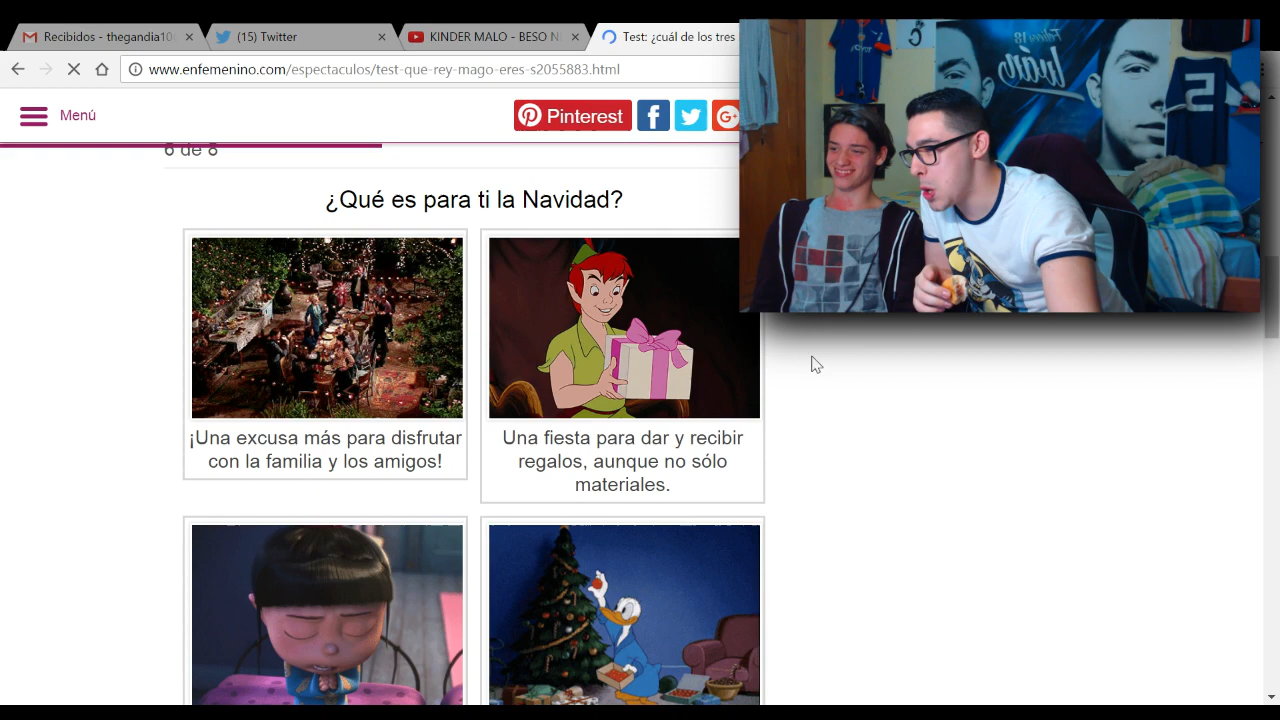 Recibidos - thegandia10
(15) Twitter
KINDER MALO - BESO N
Test: ¿cuál de los tres
www.enfemenino.com/espectaculos/test-que-rey-mago-eres-s2055883.html
Menú
Pinterest
6 de 8
¿Qué es para ti la Navidad?
¡Una excusa más para disfrutar
con la familia y los amigos!
Una fiesta para dar y recibir
regalos, aunque no sólo
materiales.
Iván
5